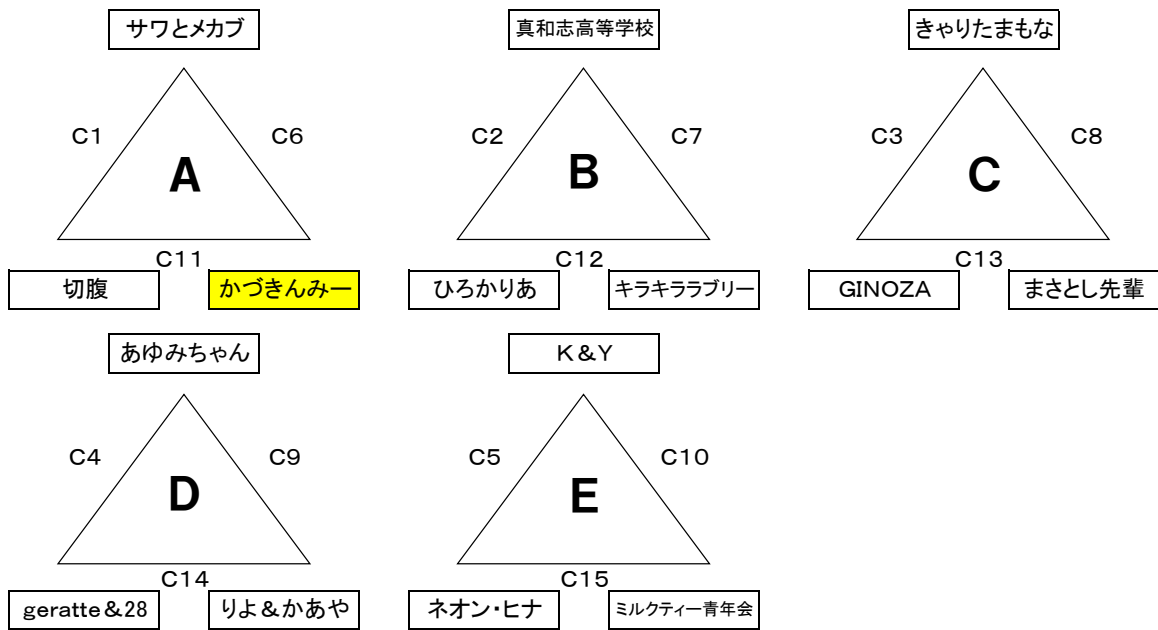 サワとメカブ
真和志高等学校
きゃりたまもな
C1
C6
C2
C7
C3
C8
A
B
C
C11
C12
C13
切腹
かづきんみー
ひろかりあ
キラキララブリー
GINOZA
まさとし先輩
あゆみちゃん
K&Y
C4
C9
C5
C10
D
E
C14
C15
geratte&28
りよ&かあや
ネオン・ヒナ
ミルクティー青年会